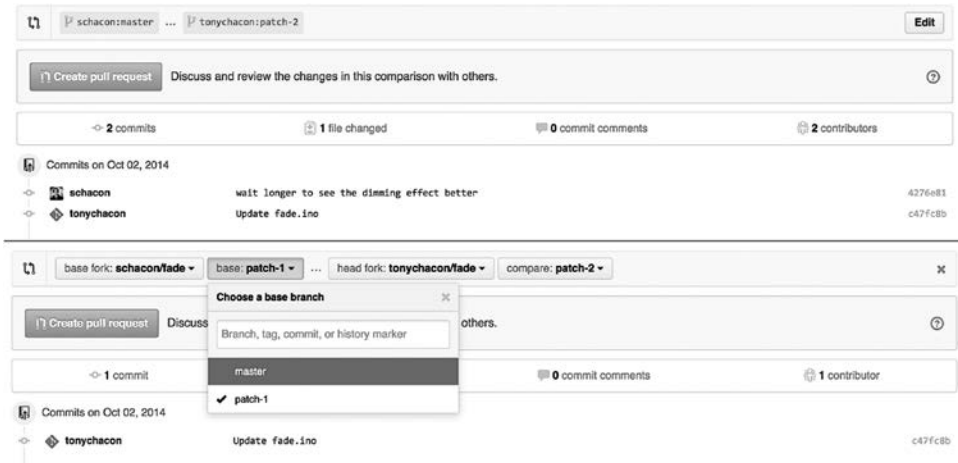 schacon:master ... tonychacon:patch-2 Edit
Create pull request Discuss and review the changes in this comparison with others.
2 commits 1 file changed 0 commit comments 2 contributors
Commits on Oct 02, 2014
schacon wait longer to see the dimming effect better 4276e81
tonychacon Update fade.ino c47fc8b
base fork: schacon/fade base: patch-1 ... head fork: tonychacon/fade compare: patch-2
Choose a base branch
Create pull request Discuss others.
Branch, tag, commit, or history marker
1 commit master 0 commit comments 1 contributor
patch-1
Commits on Oct 02, 2014
tonychacon Update fade.ino c47fc8b